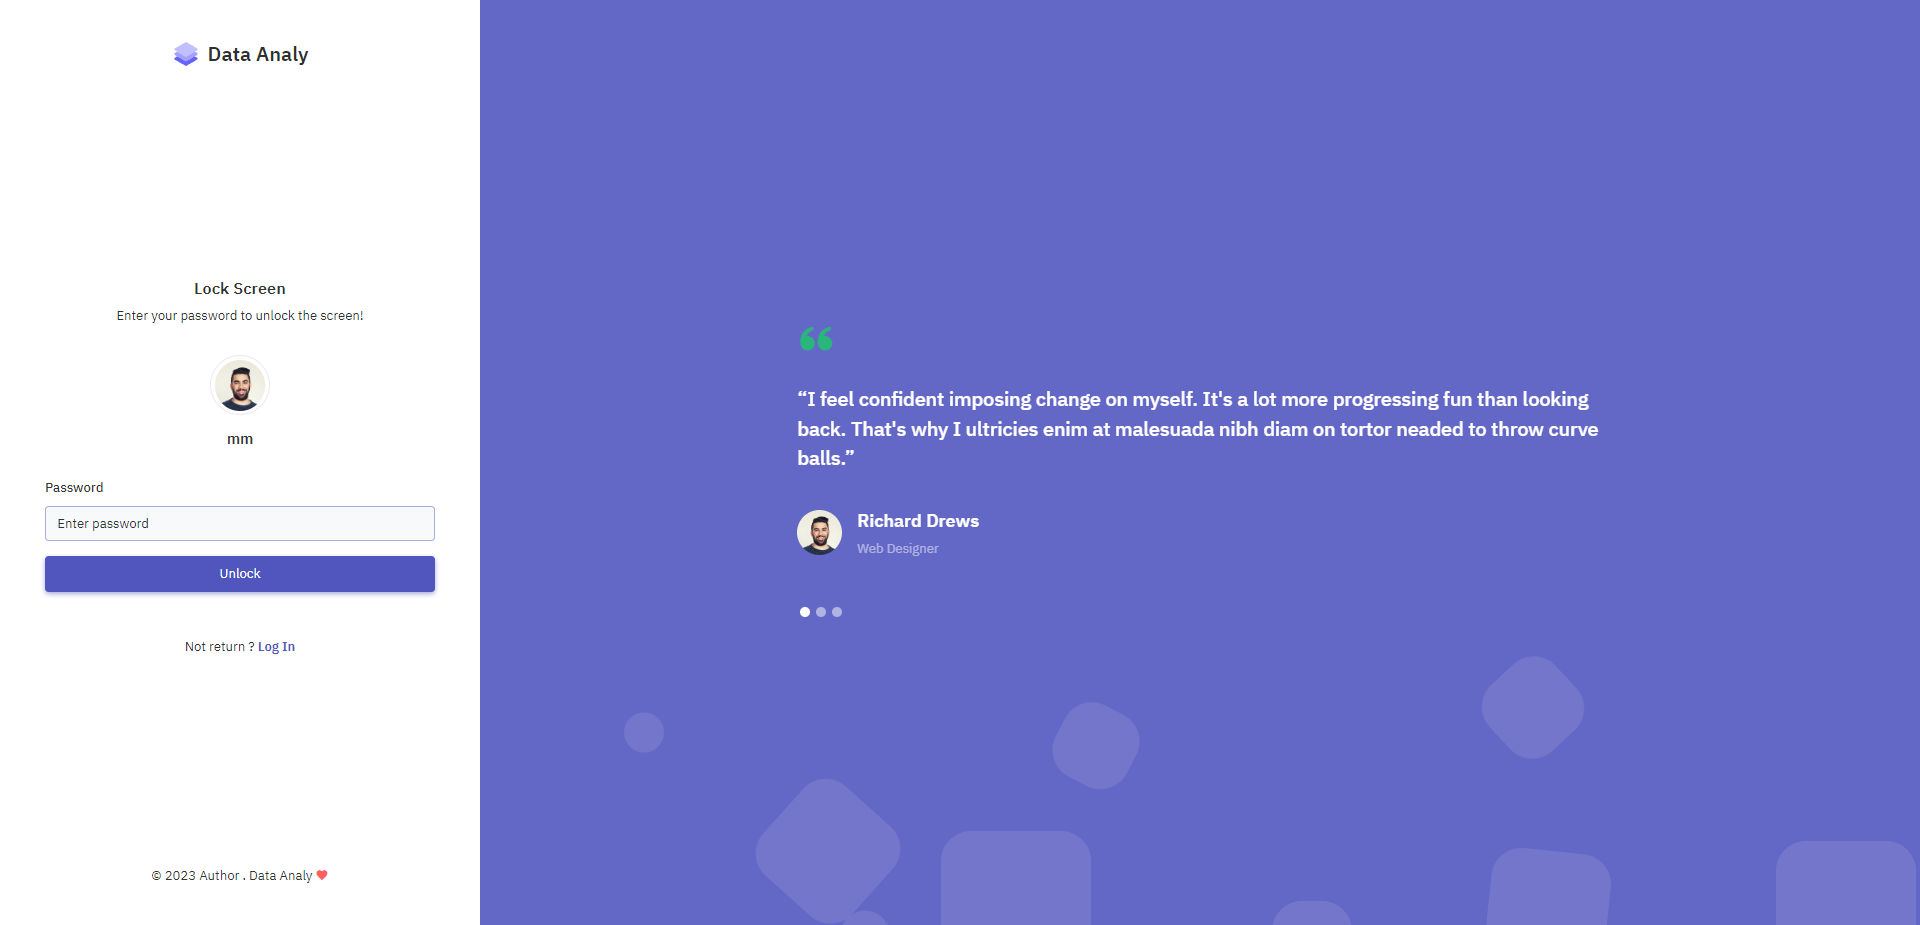 Data Analy
Lock Screen
Enter your password to unlock the screen!
mm
Password
Enter password
Unlock
Not return ? Log In
© 2023 Author . Data Analy
“I feel confident imposing change on myself. It's a lot more progressing fun than looking
back. That's why I ultricies enim at malesuada nibh diam on tortor neaded to throw curve
balls.”
Richard Drews
Web Designer